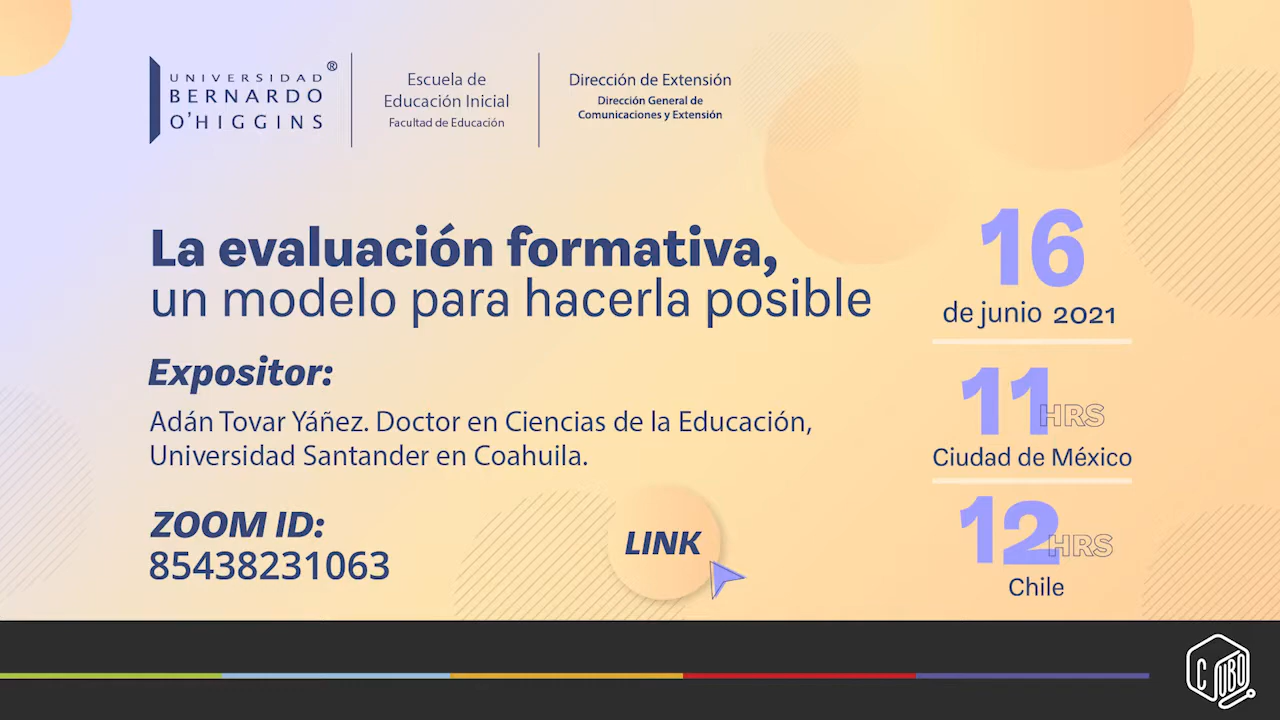 UNIVERSIDAD ®
BERNARDO
O'HIGGINS
Escuela de
Educación Inicial
Facultad de Educación
Dirección de Extensión
Dirección General de
Comunicaciones y Extensión
La evaluación formativa,
un modelo para hacerla posible
Expositor:
Adán Tovar Yáñez. Doctor en Ciencias de la Educación,
Universidad Santander en Coahuila.
ZOOM ID:
85438231063
LINK
16
de junio 2021
11 HRS
Ciudad de México
12 HRS
Chile
C UBO